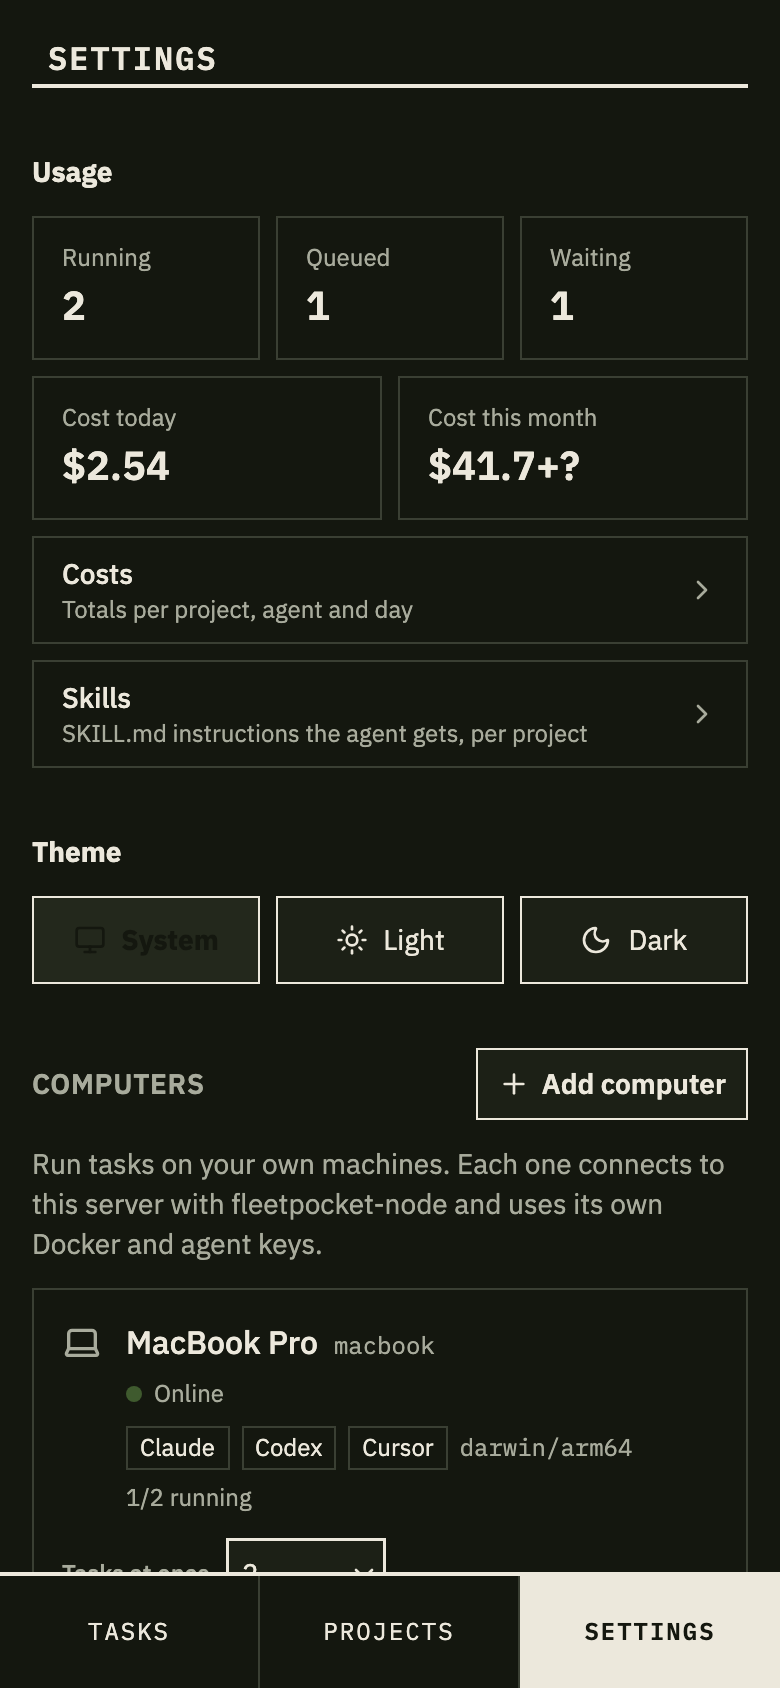 SETTINGS
Usage
Running
2
Queued
1
Waiting
1
Cost today
$2.54
Cost this month
$41.7+?
Costs
Totals per project, agent and day
Skills
SKILL.md instructions the agent gets, per project
Theme
System
Light
Dark
COMPUTERS
Add computer
Run tasks on your own machines. Each one connects to
this server with fleetpocket-node and uses its own
Docker and agent keys.
MacBook Pro macbook
Online
Claude Codex Cursor darwin/arm64
1/2 running
Tasks at once
TASKS
PROJECTS
SETTINGS